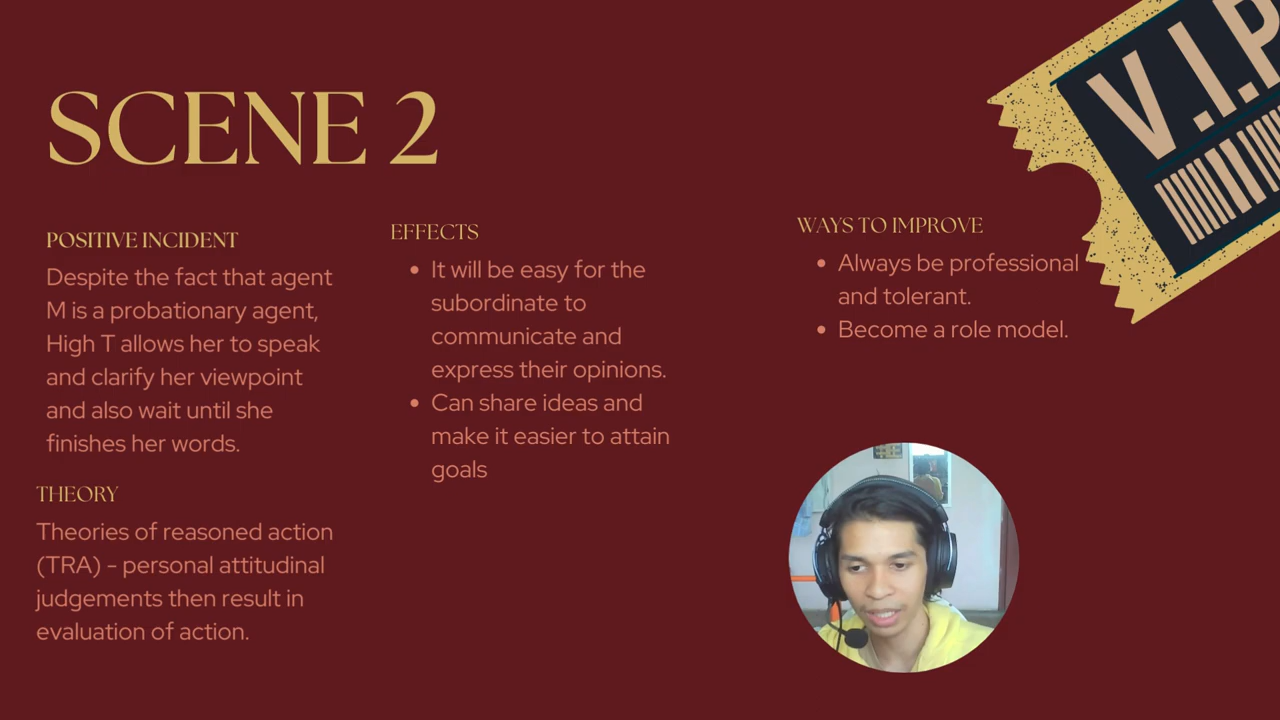 SCENE 2
POSITIVE INCIDENT
Despite the fact that agent
M is a probationary agent,
High T allows her to speak
and clarify her viewpoint
and also wait until she
finishes her words.
THEORY
Theories of reasoned action
(TRA) - personal attitudinal
judgements then result in
evaluation of action.
EFFECTS
• It will be easy for the
subordinate to
communicate and
express their opinions.
• Can share ideas and
make it easier to attain
goals
WAYS TO IMPROVE
• Always be professional
and tolerant.
• Become a role model.
V.I.P